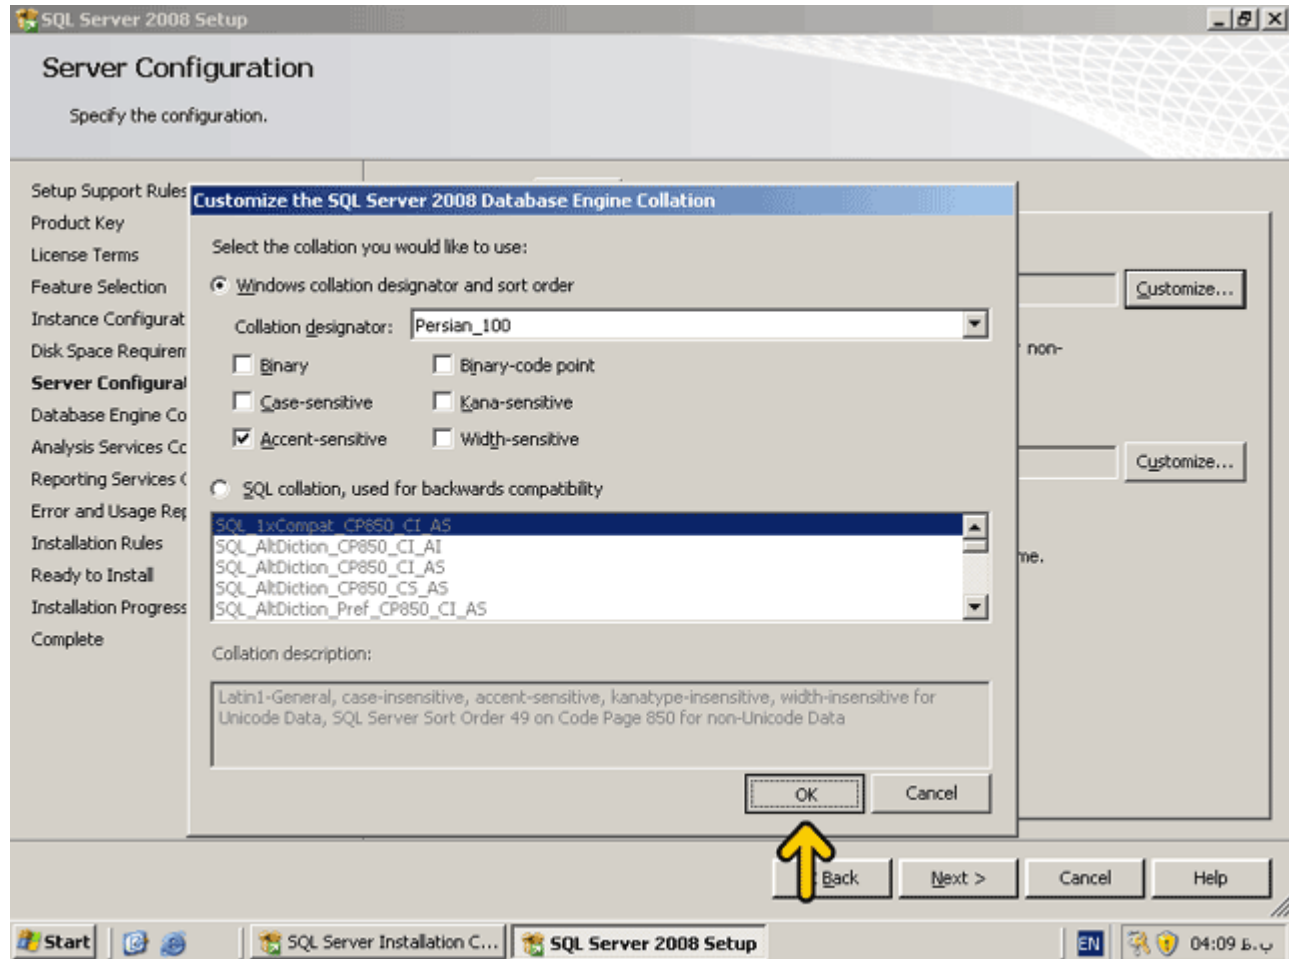 SQL Server 2008 Setup
Server Configuration
Specify the configuration.
Setup Support Rules
Product Key
License Terms
Feature Selection
Instance Configurat
Disk Space Requirem
Server Configurat
Database Engine Co
Analysis Services Co
Reporting Services C
Error and Usage Rep
Installation Rules
Ready to Install
Installation Progress
Complete
Customize the SQL Server 2008 Database Engine Collation
Select the collation you would like to use:
Windows collation designator and sort order
Collation designator: Persian_100
Binary Binary-code point
Case-sensitive Kana-sensitive
Accent-sensitive Width-sensitive
SQL collation, used for backwards compatibility
SQL_1xCompat_CP850_CI_AS
SQL_AltDiction_CP850_CI_AI
SQL_AltDiction_CP850_CI_AS
SQL_AltDiction_CP850_CS_AS
SQL_AltDiction_Pref_CP850_CI_AS
Collation description:
Latin1-General, case-insensitive, accent-sensitive, kanatype-insensitive, width-insensitive for
Unicode Data, SQL Server Sort Order 49 on Code Page 850 for non-Unicode Data
OK Cancel
Customize...
non-
Customize...
me.
Back Next > Cancel Help
Start SQL Server Installation C... SQL Server 2008 Setup EN 04:09 ب.ظ